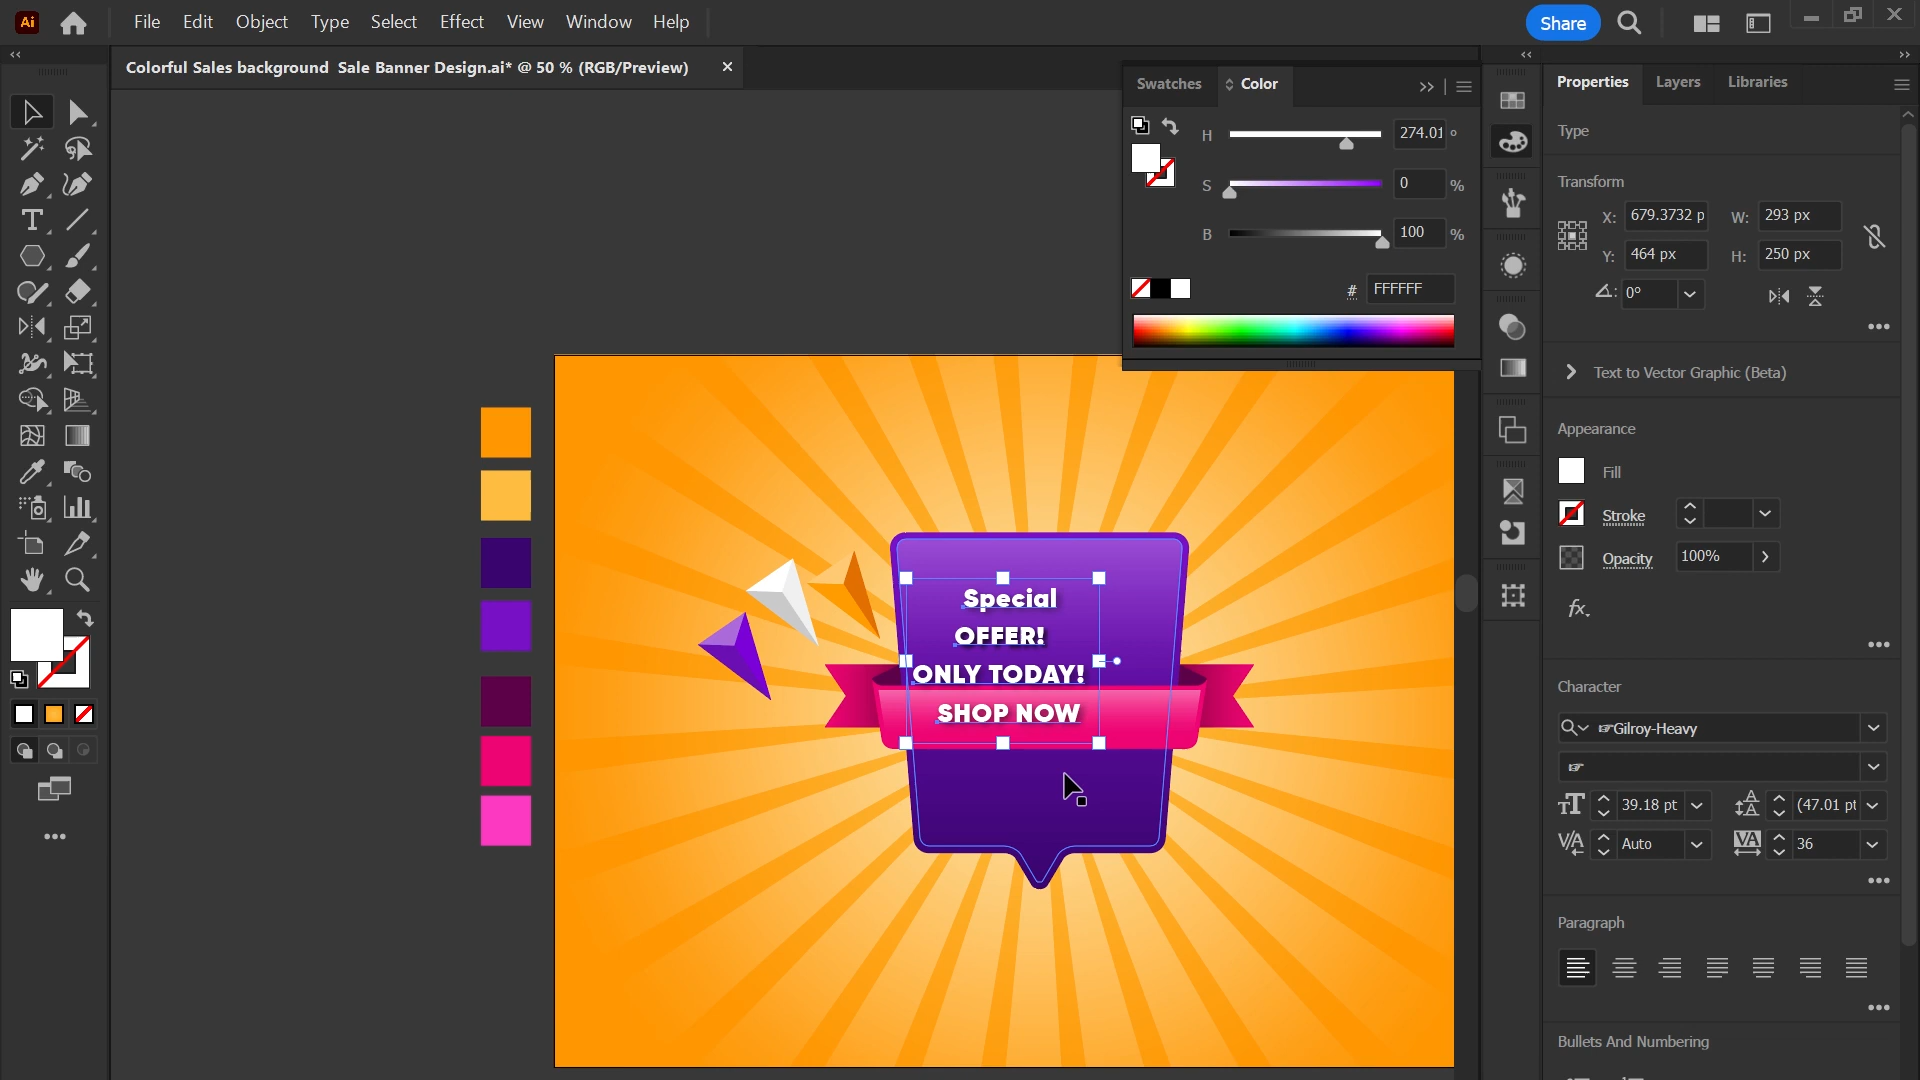 Ai File Edit Object Type Select Effect View Window Help Share
Colorful Sales background  Sale Banner Design.ai* @ 50 % (RGB/Preview)
Swatches Color
H 274.01 °
S 0 %
B 100 %
# FFFFFF
Properties Layers Libraries
Type
Transform
X: 679.3732 p W: 293 px
Y: 464 px H: 250 px
0°
Text to Vector Graphic (Beta)
Appearance
Fill
Stroke
Opacity 100%
fx.
Character
☞Gilroy-Heavy
☞
39.18 pt (47.01 pt
Auto 36
Paragraph
Bullets And Numbering
Special
OFFER!
ONLY TODAY!
SHOP NOW